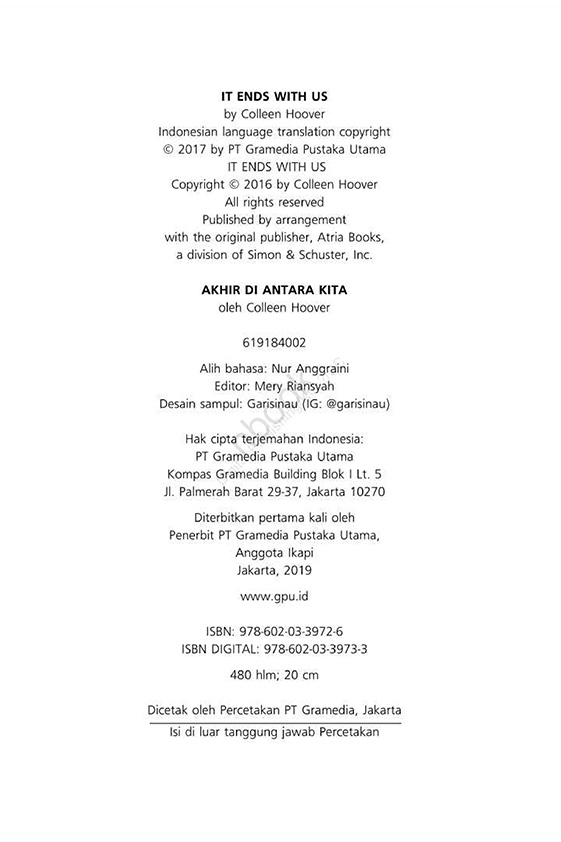 IT ENDS WITH US
by Colleen Hoover
Indonesian language translation copyright
© 2017 by PT Gramedia Pustaka Utama
IT ENDS WITH US
Copyright © 2016 by Colleen Hoover
All rights reserved
Published by arrangement
with the original publisher, Atria Books,
a division of Simon & Schuster, Inc.
AKHIR DI ANTARA KITA
oleh Colleen Hoover
619184002
Alih bahasa: Nur Anggraini
Editor: Mery Riansyah
Desain sampul: Garisinau (IG: @garisinau)
Hak cipta terjemahan Indonesia:
PT Gramedia Pustaka Utama
Kompas Gramedia Building Blok I Lt. 5
Jl. Palmerah Barat 29-37, Jakarta 10270
Diterbitkan pertama kali oleh
Penerbit PT Gramedia Pustaka Utama,
Anggota Ikapi
Jakarta, 2019
www.gpu.id
ISBN: 978-602-03-3972-6
ISBN DIGITAL: 978-602-03-3973-3
480 hlm; 20 cm
Dicetak oleh Percetakan PT Gramedia, Jakarta
Isi di luar tanggung jawab Percetakan